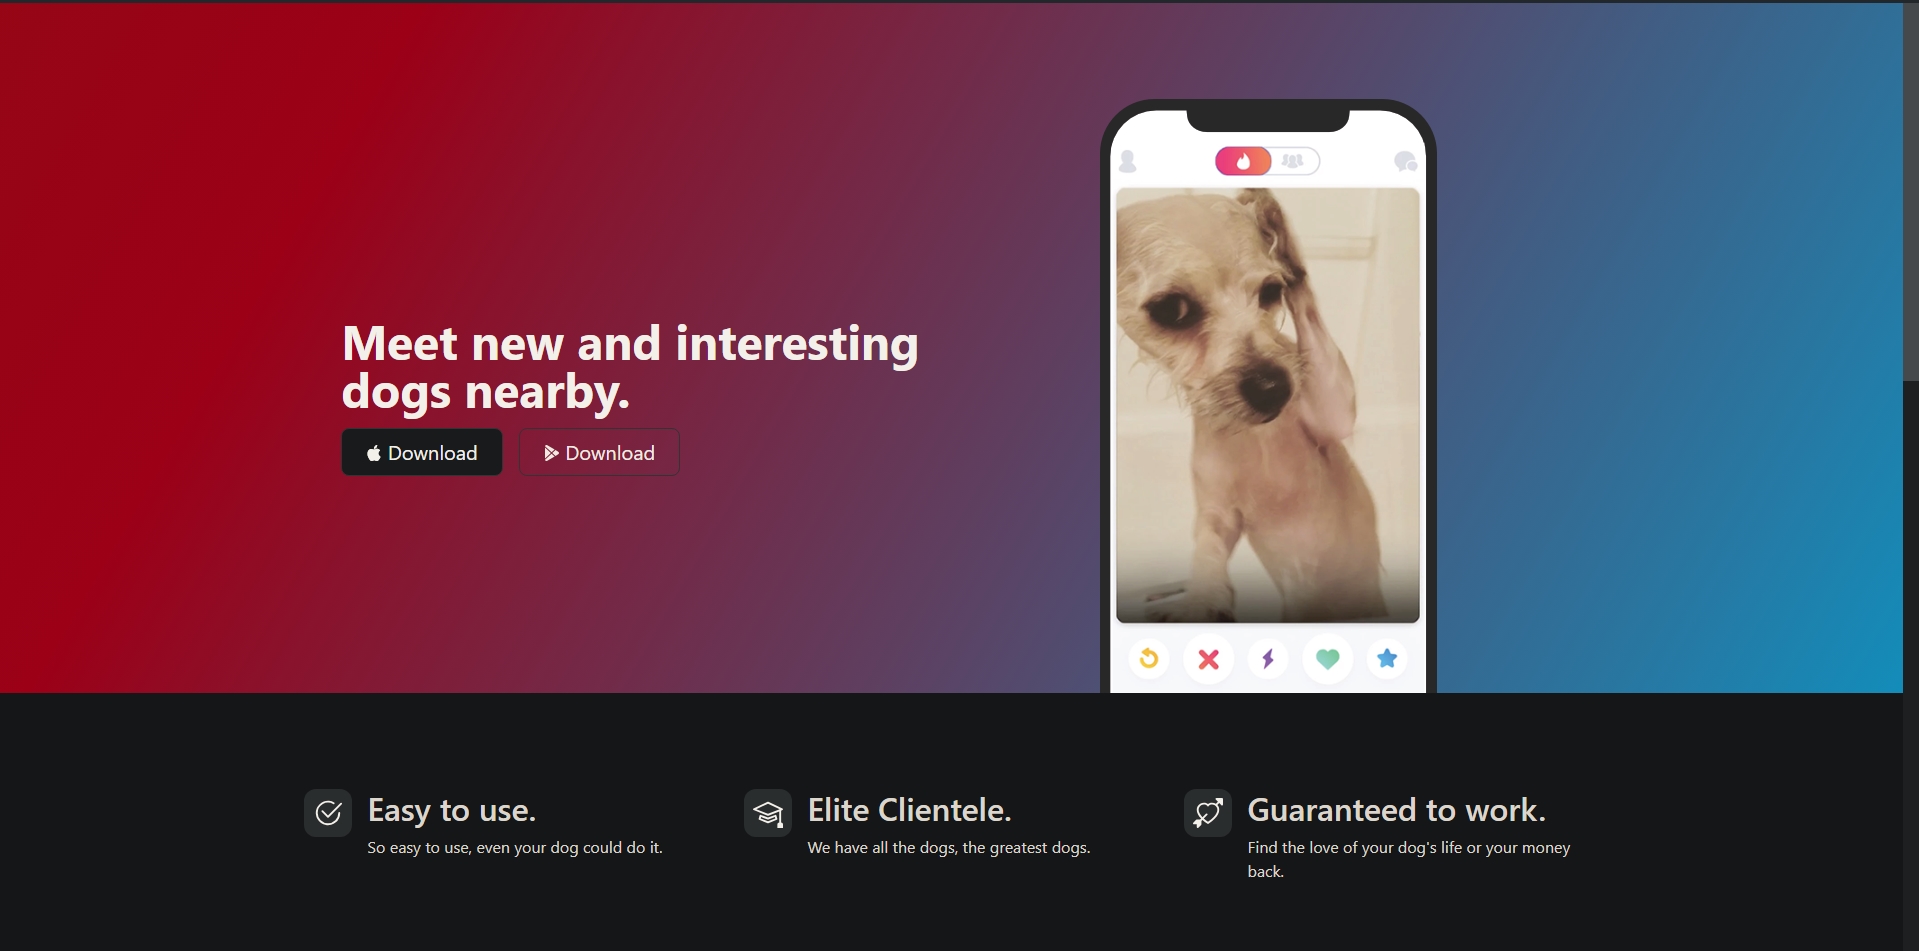 Meet new and interesting
dogs nearby.
Download
Download
Easy to use.
So easy to use, even your dog could do it.
Elite Clientele.
We have all the dogs, the greatest dogs.
Guaranteed to work.
Find the love of your dog's life or your money
back.